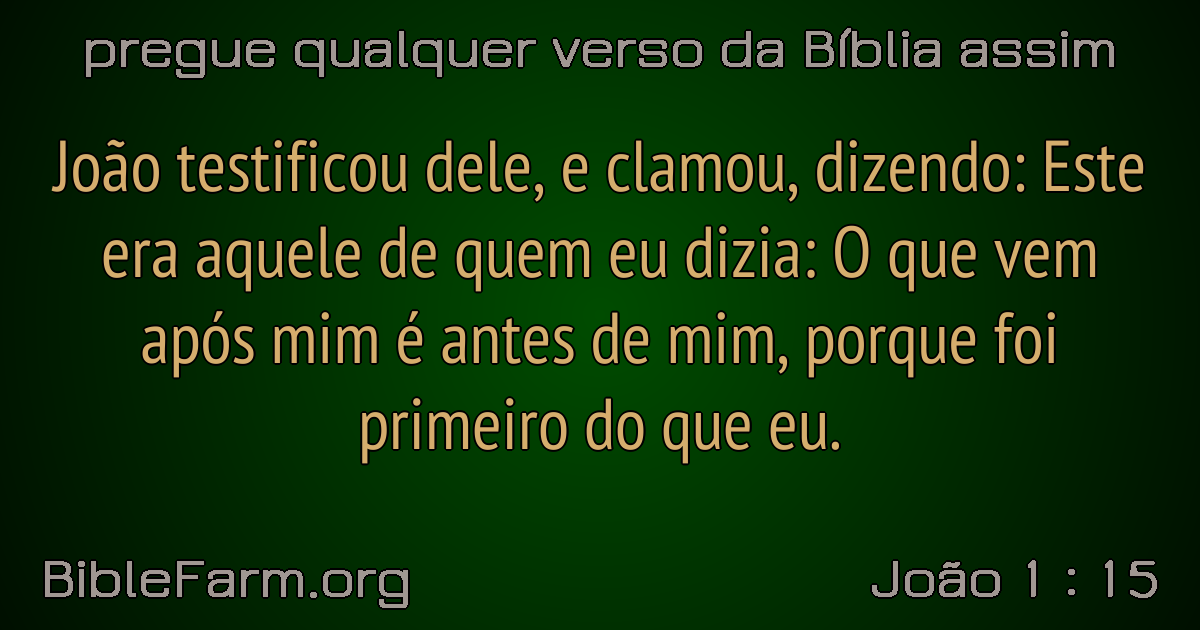 pregue qualquer verso da Bíblia assim
João testificou dele, e clamou, dizendo: Este
era aquele de quem eu dizia: O que vem
após mim é antes de mim, porque foi
primeiro do que eu.
BibleFarm.org
João 1 : 15